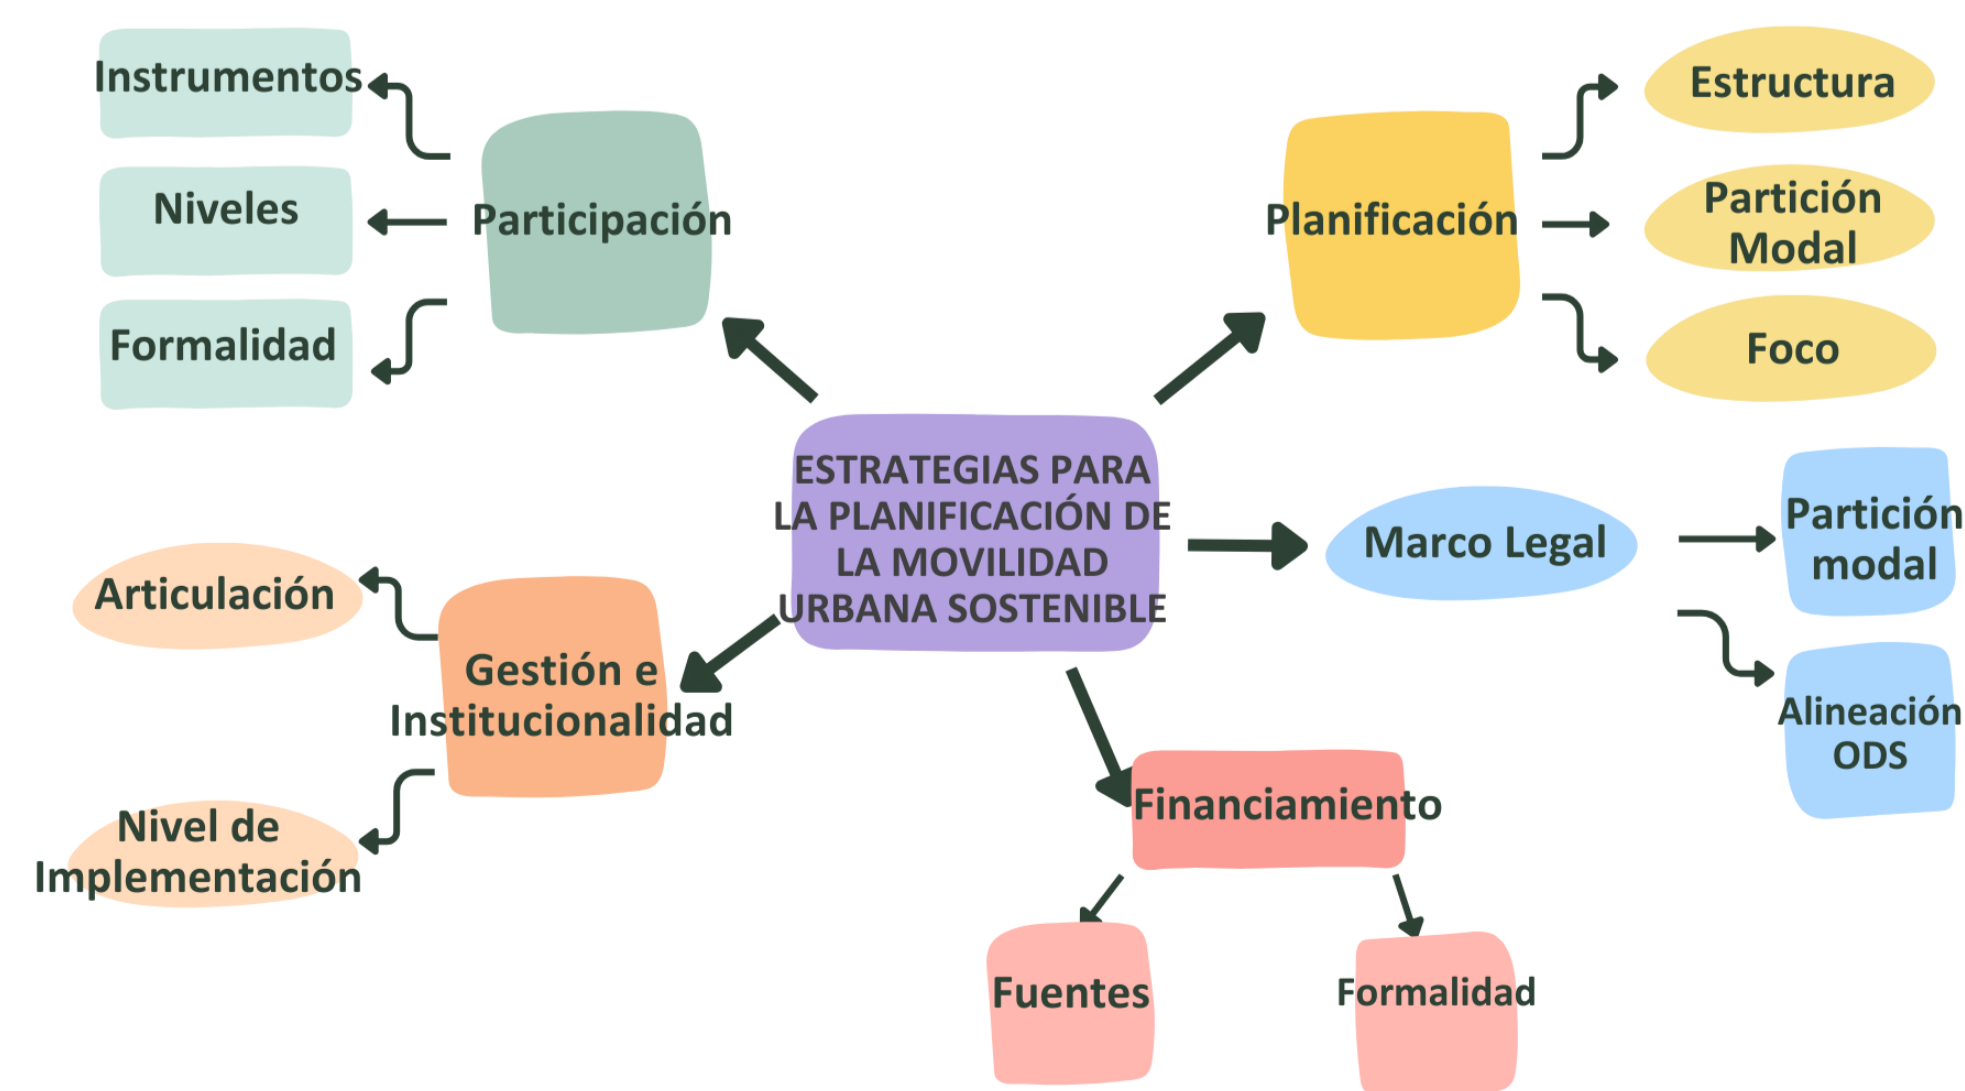 Instrumentos
Niveles
Formalidad
Participación
Planificación
Estructura
Partición
Modal
Foco
ESTRATEGIAS PARA
LA PLANIFICACIÓN DE
LA MOVILIDAD
URBANA SOSTENIBLE
Marco Legal
Partición
modal
Alineación
ODS
Articulación
Gestión e
Institucionalidad
Nivel de
Implementación
Financiamiento
Fuentes
Formalidad